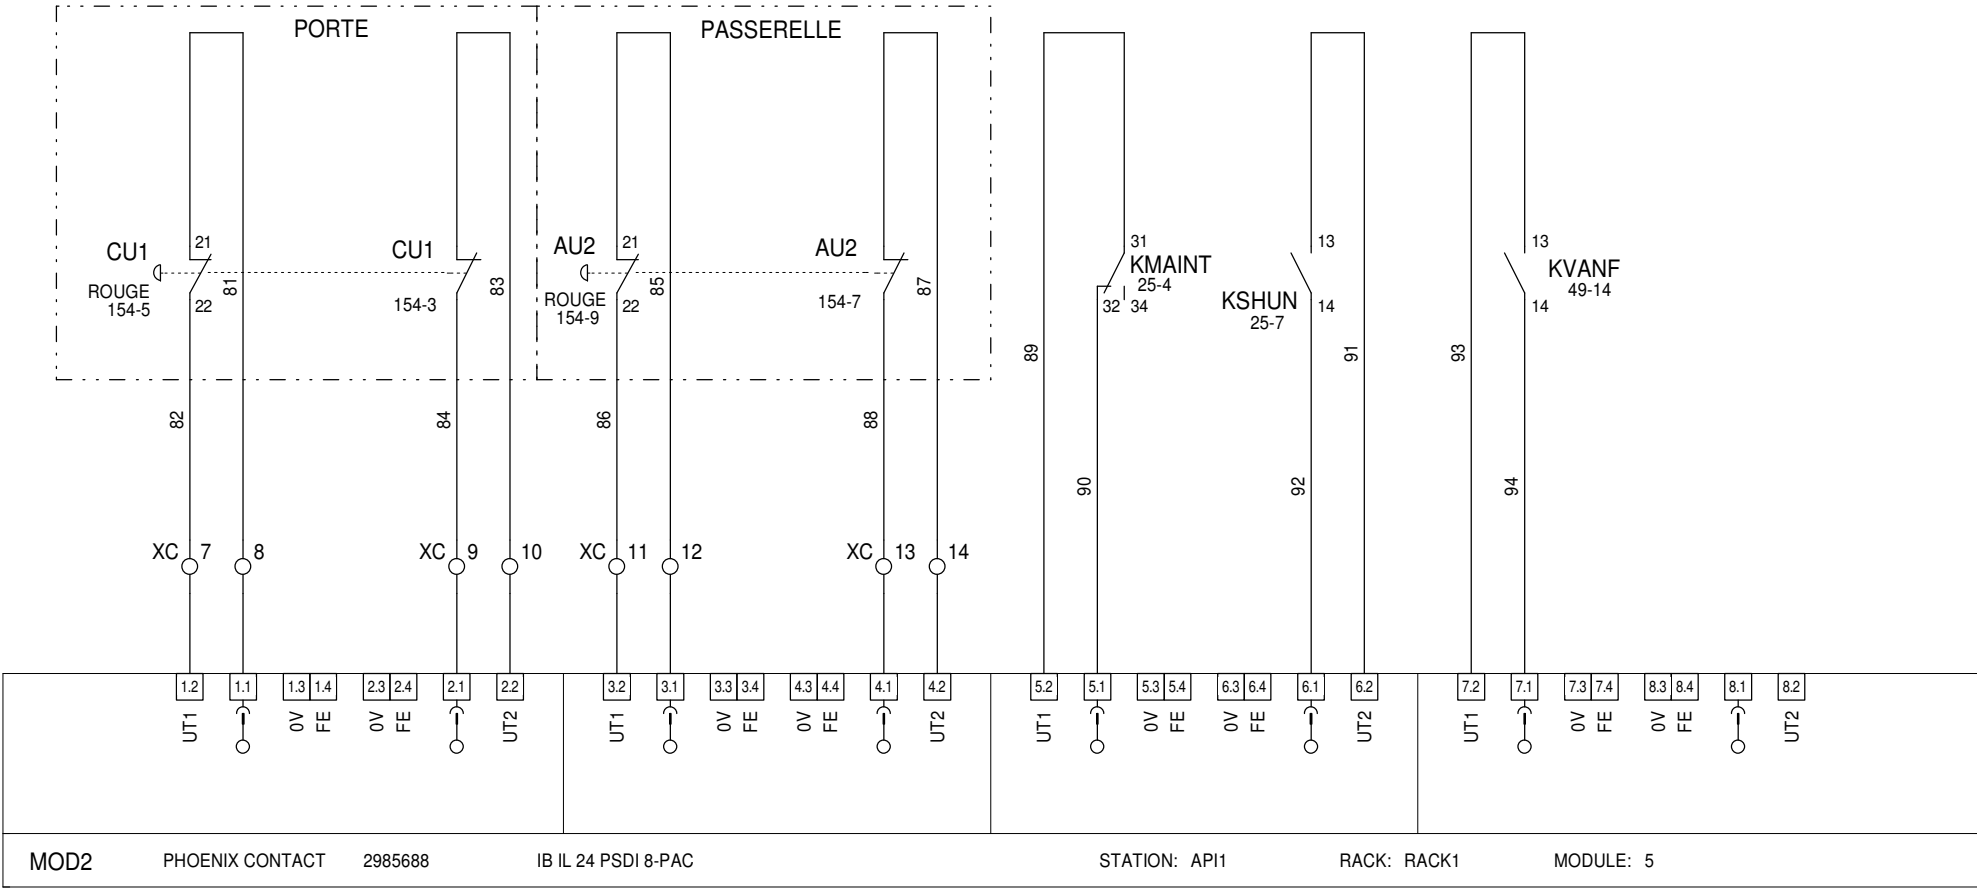 PORTE
PASSERELLE
CU1
21
22
ROUGE
154-5
81
CU1
154-3
83
AU2
21
22
ROUGE
154-9
85
AU2
154-7
87
31
KMAINT
25-4
32 34
13
KSHUN
14
25-7
13
KVANF
49-14
14
89
91
93
82
84
86
88
90
92
94
XC 7 8
XC 9 10
XC 11 12
XC 13 14
1.2 1.1 1.3 1.4 2.3 2.4 2.1 2.2 3.2 3.1 3.3 3.4 4.3 4.4 4.1 4.2 5.2 5.1 5.3 5.4 6.3 6.4 6.1 6.2 7.2 7.1 7.3 7.4 8.3 8.4 8.1 8.2
UT1 0V FE 0V FE UT2 UT1 0V FE 0V FE UT2 UT1 0V FE 0V FE UT2 UT1 0V FE 0V FE UT2
MOD2 PHOENIX CONTACT 2985688 IB IL 24 PSDI 8-PAC STATION: API1 RACK: RACK1 MODULE: 5